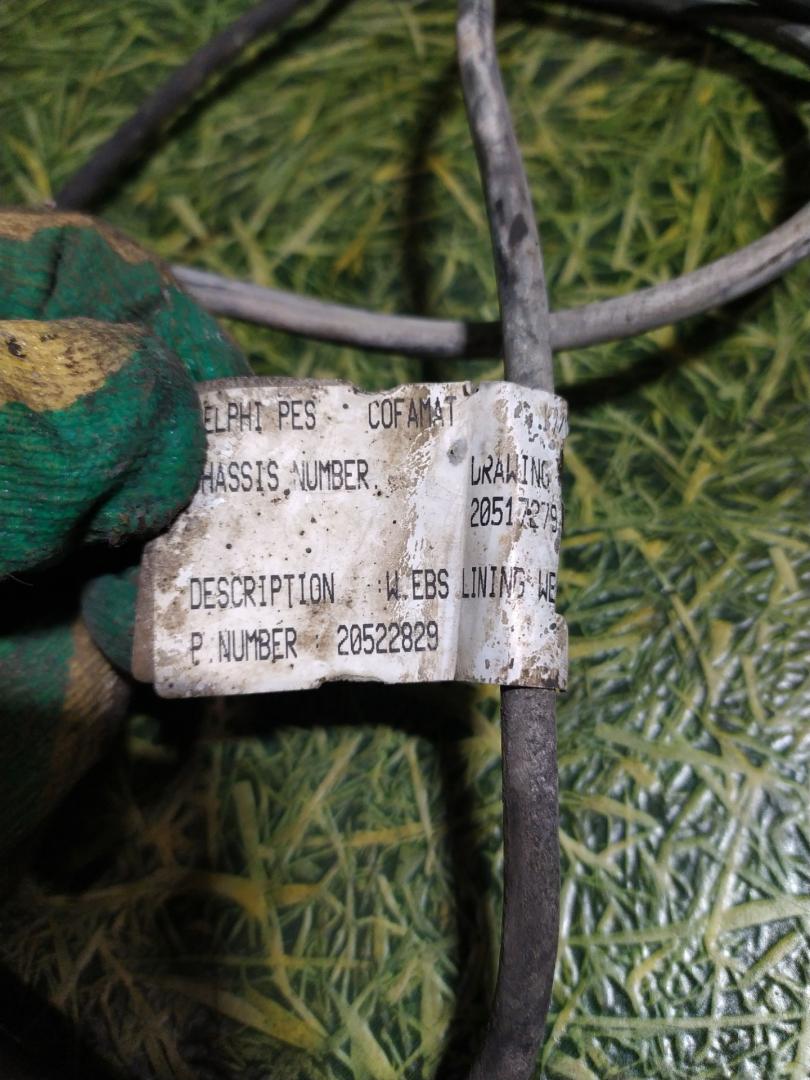 ELPHI PES COFAMAT
HASSIS NUMBER. DRAWING
20517279
DESCRIPTION : W.EBS LINING WE
P.NUMBER : 20522829